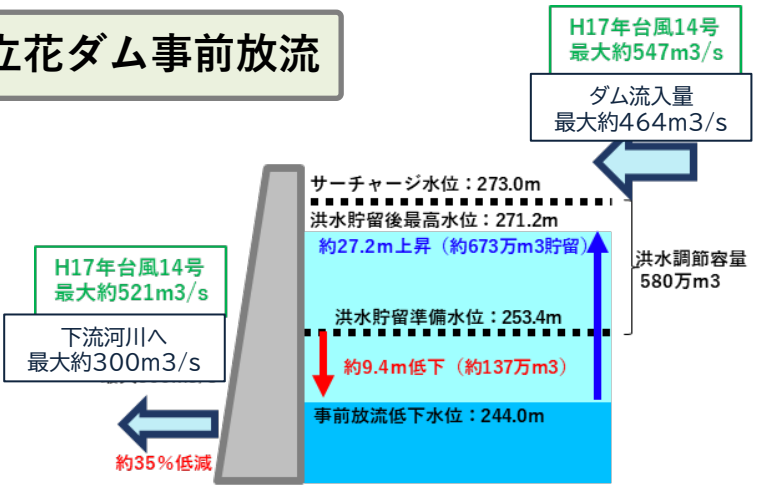 立花ダム事前放流
H17年台風14号
最大約547m3/s
ダム流入量
最大約464m3/s
サーチャージ水位：273.0m
洪水貯留後最高水位：271.2m
約27.2m上昇（約673万m3貯留）
洪水調節容量
580万m3
H17年台風14号
最大約521m3/s
下流河川へ
最大約300m3/s
洪水貯留準備水位：253.4m
約9.4m低下（約137万m3）
事前放流低下水位：244.0m
約35%低減